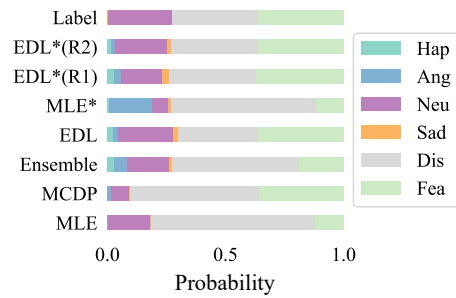 Label
EDL*(R2)
EDL*(R1)
MLE*
EDL
Ensemble
MCDP
MLE
0.0 0.5 1.0
Probability
Hap
Ang
Neu
Sad
Dis
Fea